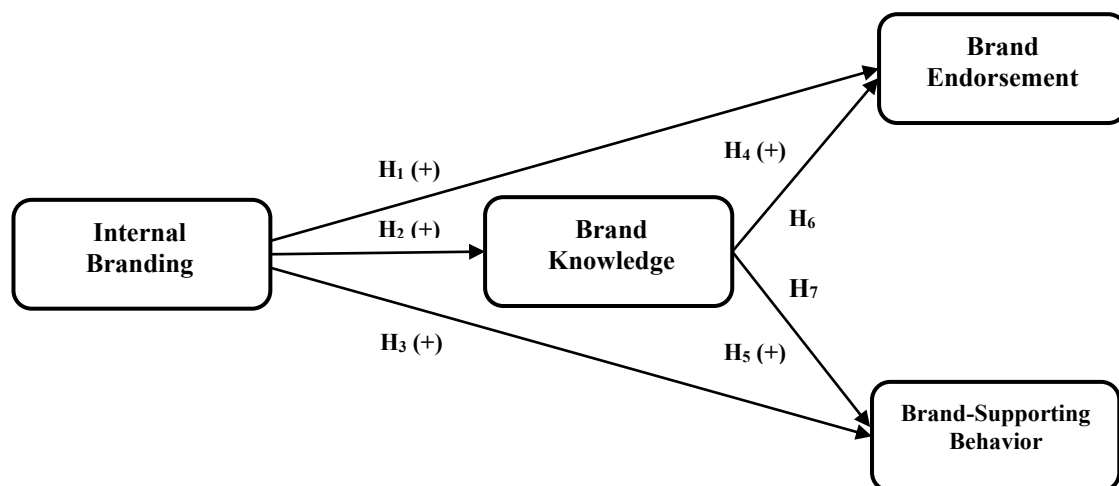 Brand
Endorsement
H₁ (+)
H₄ (+)
Internal
Branding
H₂ (+)
Brand
Knowledge
H₆
H₇
H₃ (+)
H₅ (+)
Brand-Supporting
Behavior